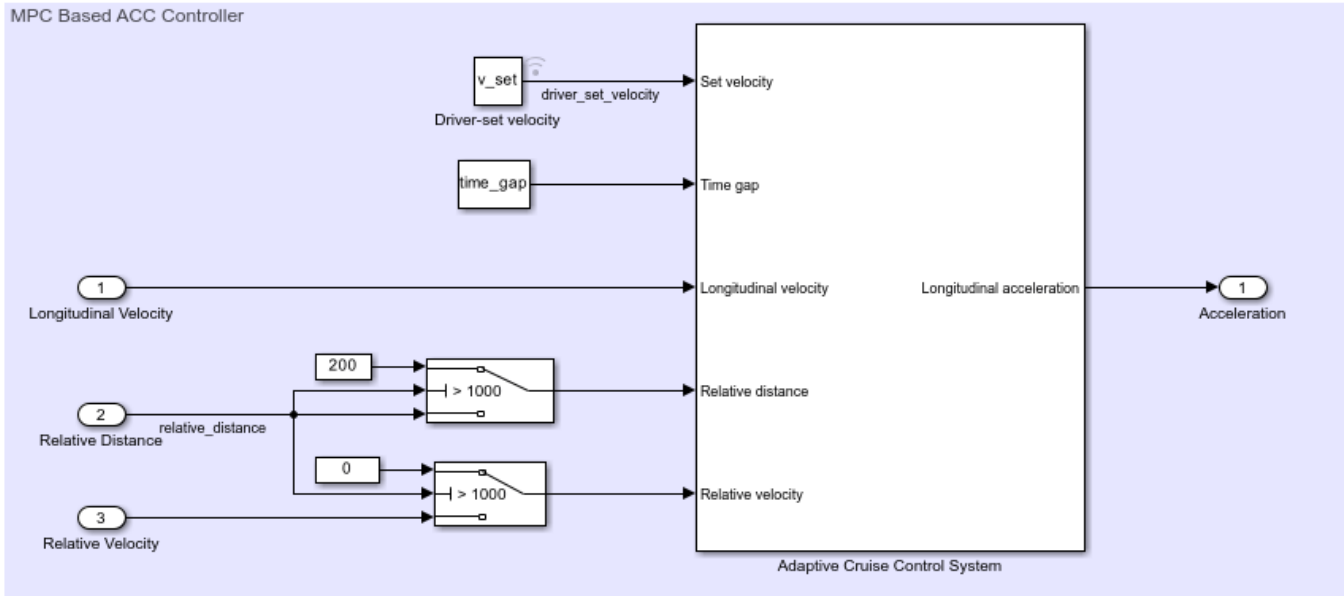 MPC Based ACC Controller
v_set
driver_set_velocity
Driver-set velocity
Set velocity
time_gap
Time gap
1
Longitudinal Velocity
Longitudinal velocity
Longitudinal acceleration
1
Acceleration
200
> 1000
Relative distance
2
relative_distance
Relative Distance
0
> 1000
Relative velocity
3
Relative Velocity
Adaptive Cruise Control System